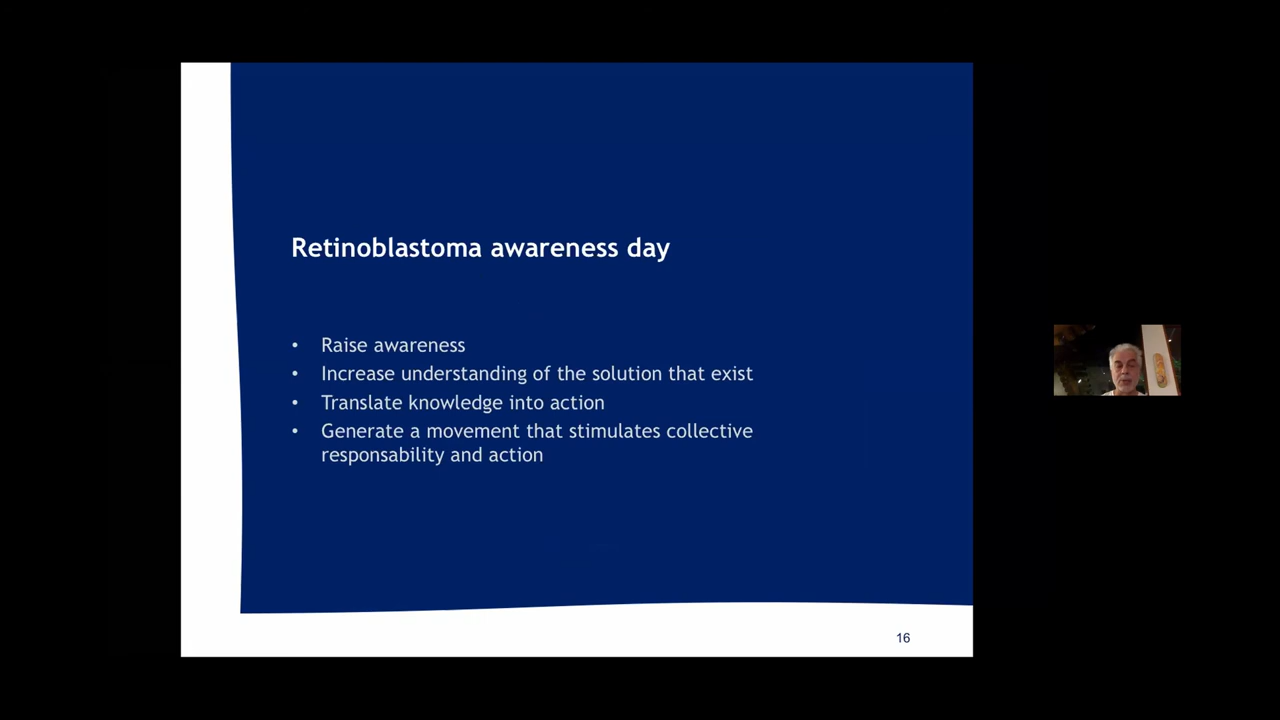 Retinoblastoma awareness day
• Raise awareness
• Increase understanding of the solution that exist
• Translate knowledge into action
• Generate a movement that stimulates collective
responsability and action
16